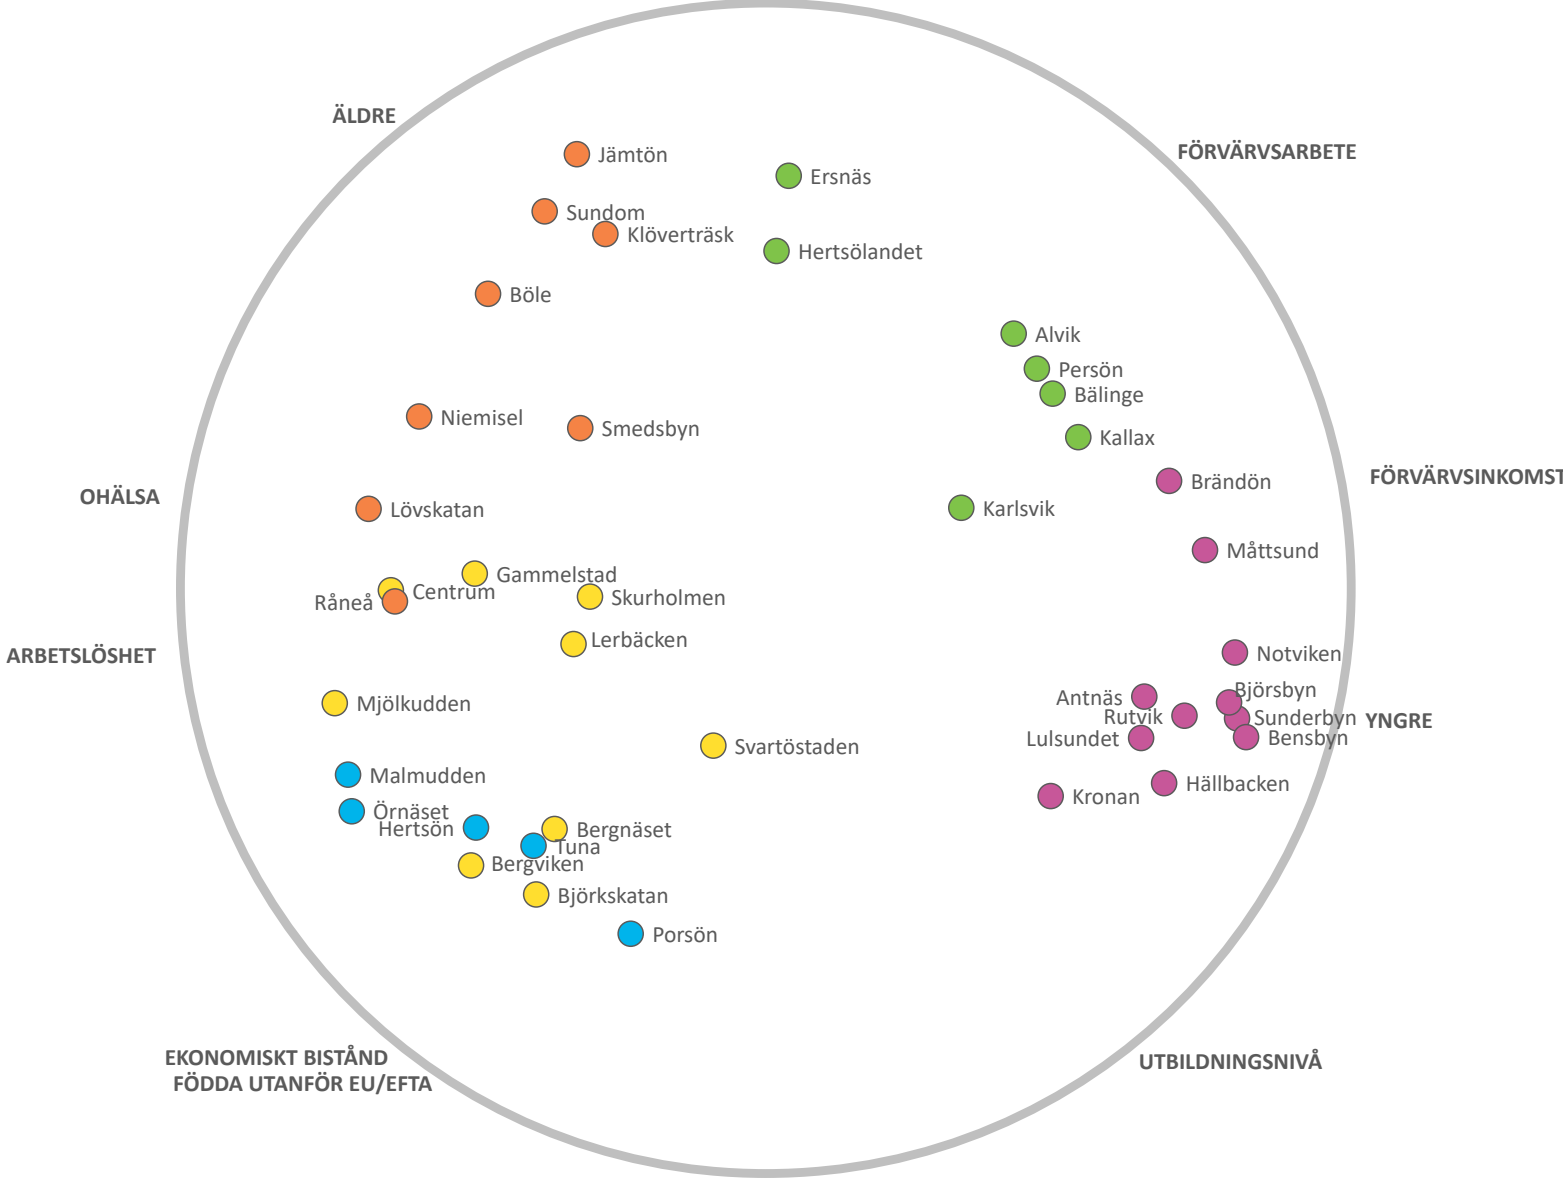 ÄLDRE
FÖRVÄRVSARBETE
Jämtön
Ersnäs
Sundom
Klöverträsk
Hertsölandet
Böle
Alvik
Persön
Bälinge
Niemisel
Smedsbyn
Kallax
FÖRVÄRVSINKOMST
Brändön
OHÄLSA
Lövskatan
Karlsvik
Måttsund
Gammelstad
Centrum
Råneå
Skurholmen
Lerbäcken
ARBETSLÖSHET
Notviken
Björsbyn
Antnäs
Mjölkudden
Rutvik
Sunderbyn
YNGRE
Lulsundet
Bensbyn
Svartöstaden
Malmudden
Hällbacken
Kronan
Örnäset
Hertsön
Bergnäset
Tuna
Bergviken
Björkskatan
Porsön
EKONOMISKT BISTÅND
FÖDDA UTANFÖR EU/EFTA
UTBILDNINGSNIVÅ